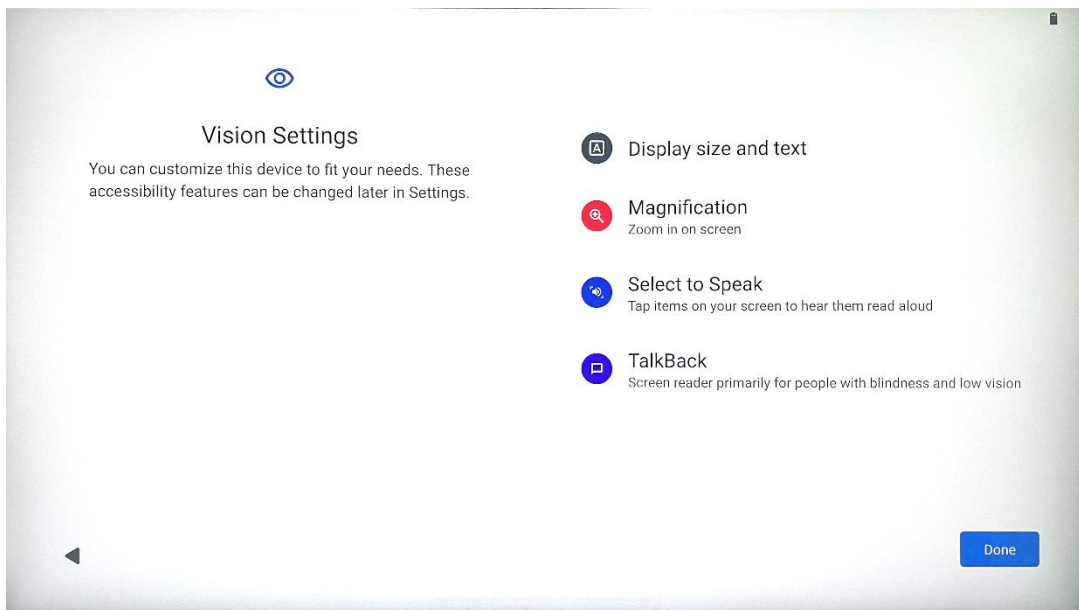 Vision Settings
You can customize this device to fit your needs. These
accessibility features can be changed later in Settings.
Display size and text
Magnification
Zoom in on screen
Select to Speak
Tap items on your screen to hear them read aloud
TalkBack
Screen reader primarily for people with blindness and low vision
Done